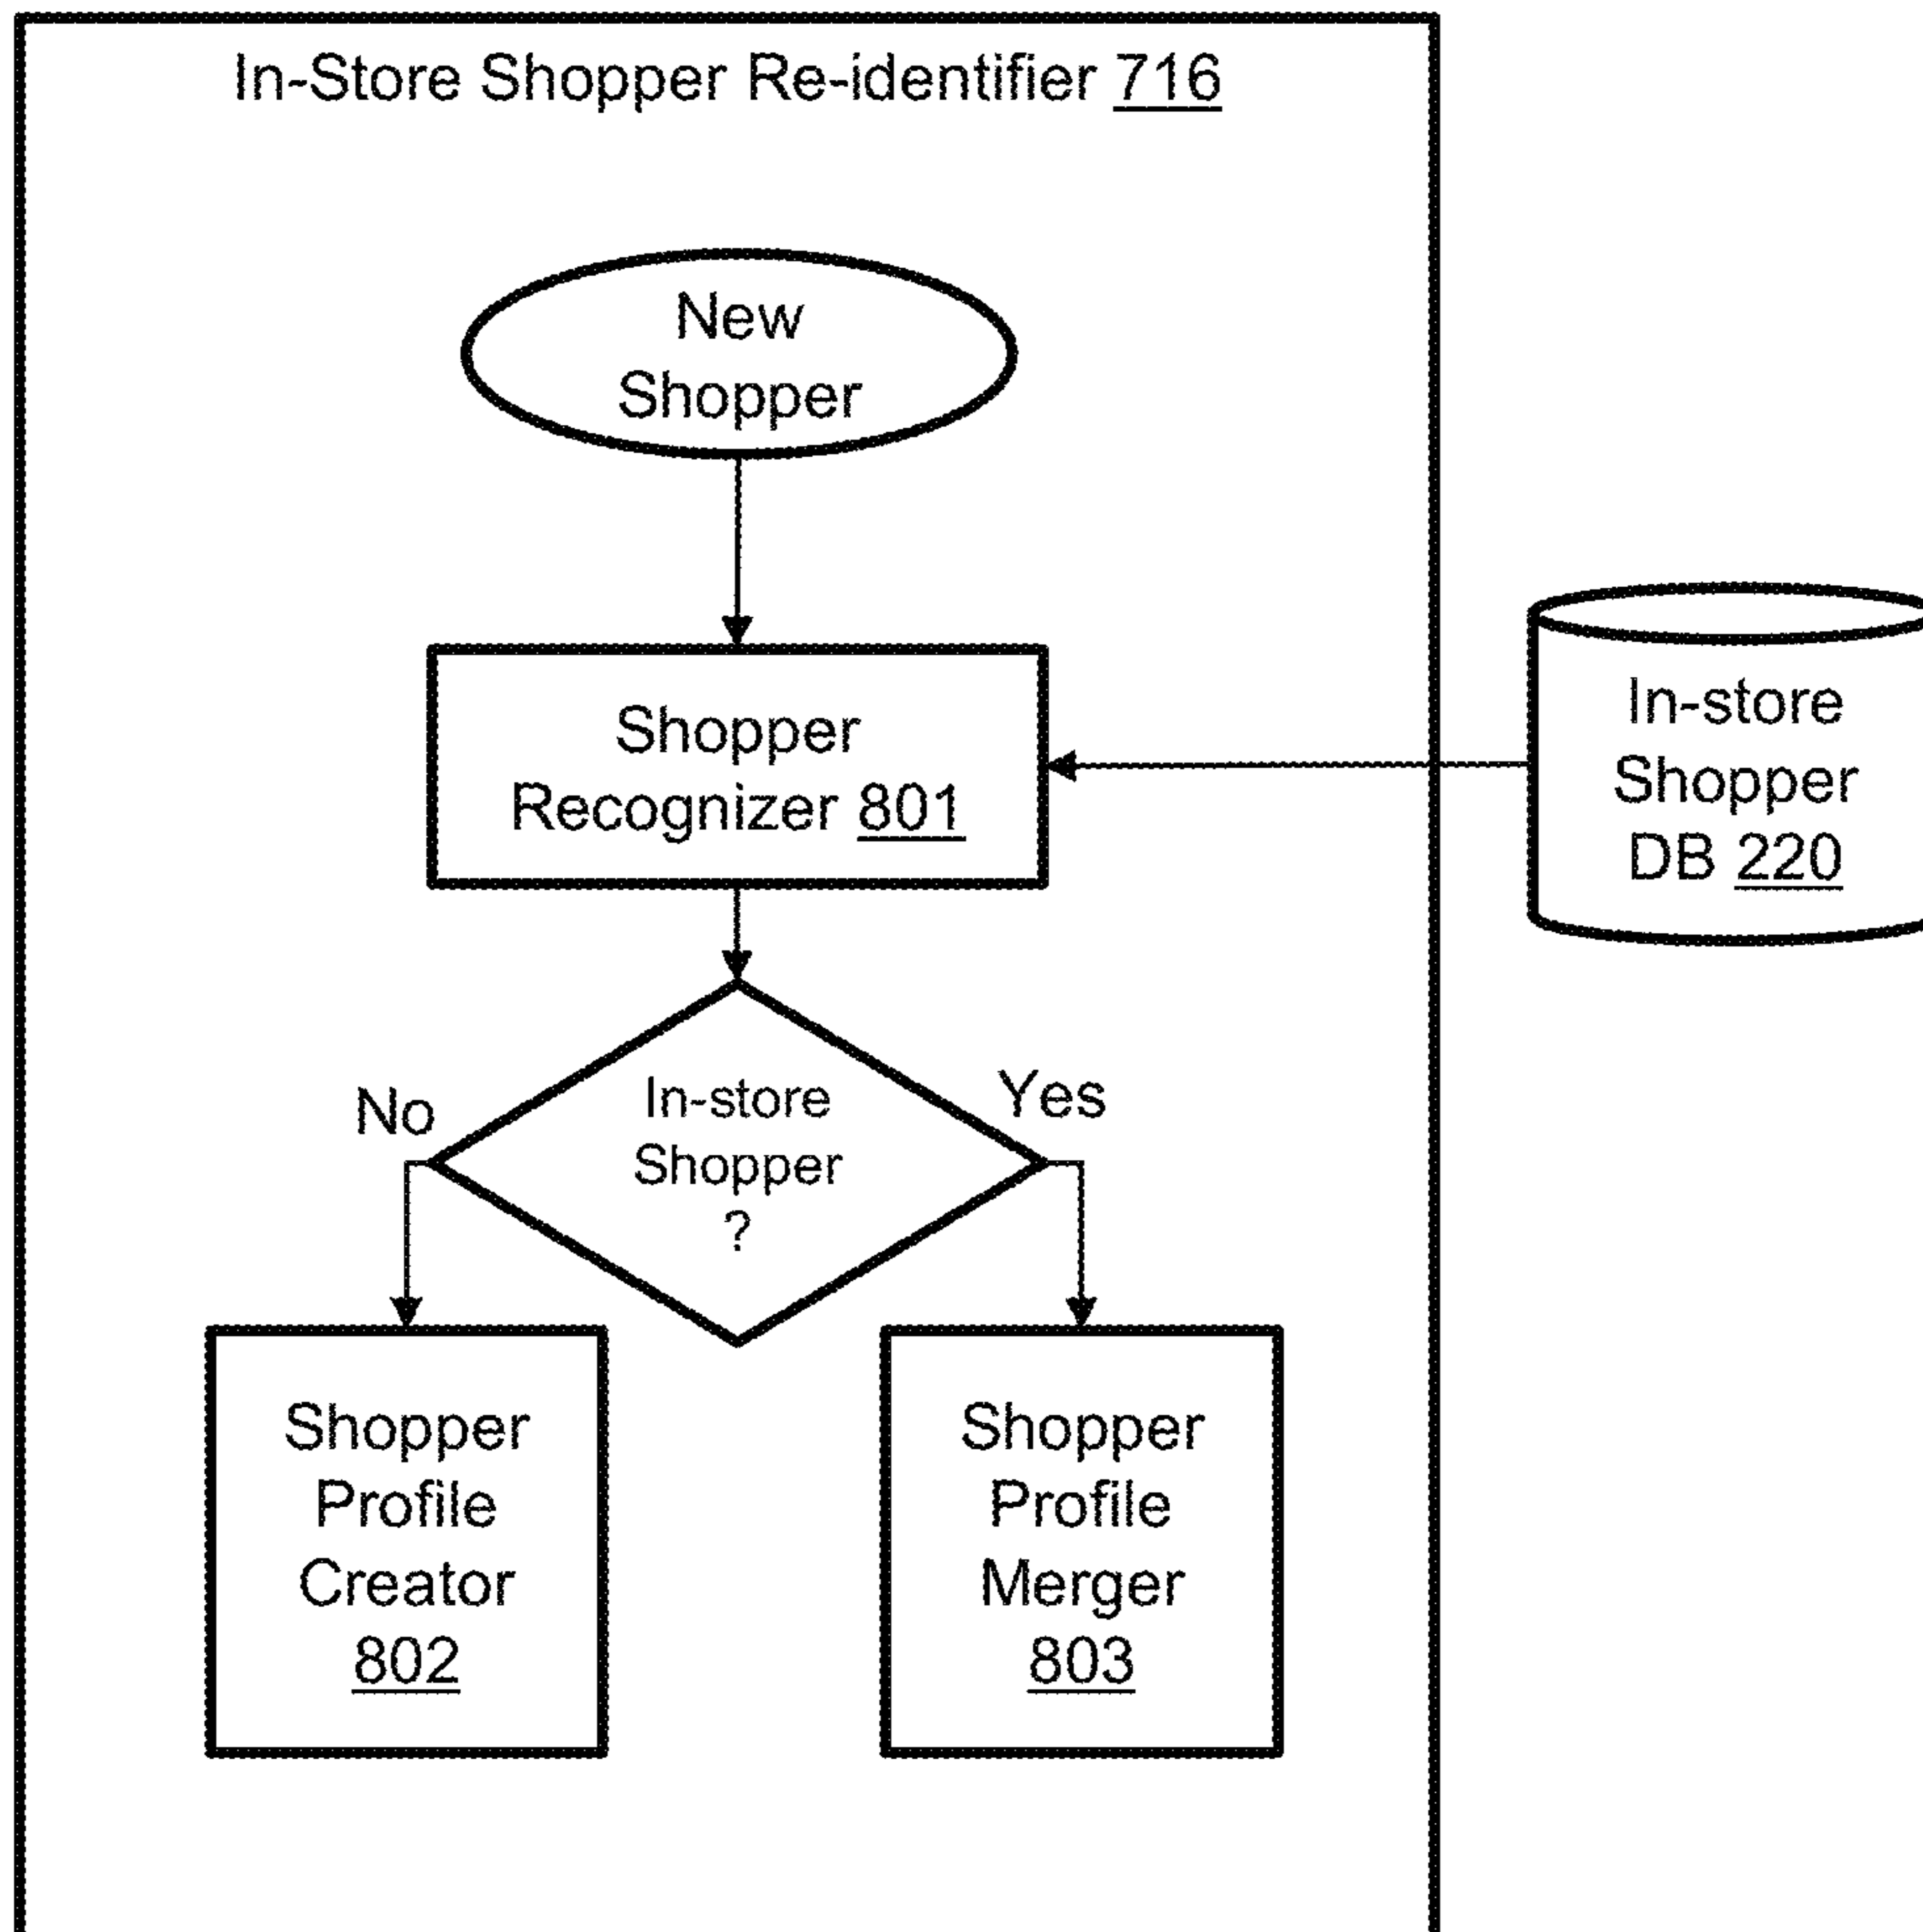 In-Store Shopper Re-identifier 716
New
Shopper
Shopper
Recognizer 801
In-store
Shopper
DB 220
No
In-store
Shopper
?
Yes
Shopper
Profile
Creator
802
Shopper
Profile
Merger
803